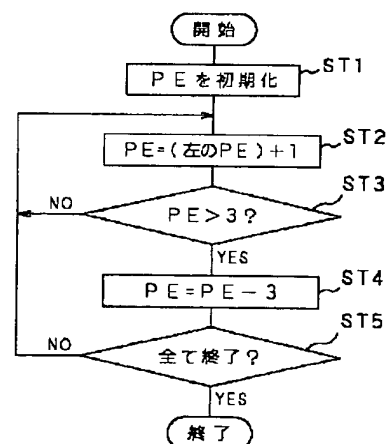 開始
PEを初期化
ST1
PE=(左のPE)+1
ST2
PE>3?
ST3
NO
YES
PE=PE-3
ST4
全て終了?
ST5
NO
YES
終了